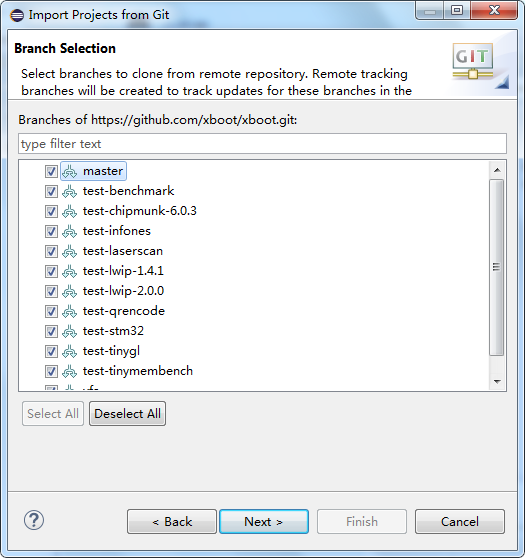 Import Projects from Git
Branch Selection
GIT
Select branches to clone from remote repository. Remote tracking
branches will be created to track updates for these branches in the
Branches of https://github.com/xboot/xboot.git:
type filter text
master
test-benchmark
test-chipmunk-6.0.3
test-infones
test-laserscan
test-lwip-1.4.1
test-lwip-2.0.0
test-qrencode
test-stm32
test-tinygl
test-tinymembench
Select All
Deselect All
?
< Back
Next >
Finish
Cancel